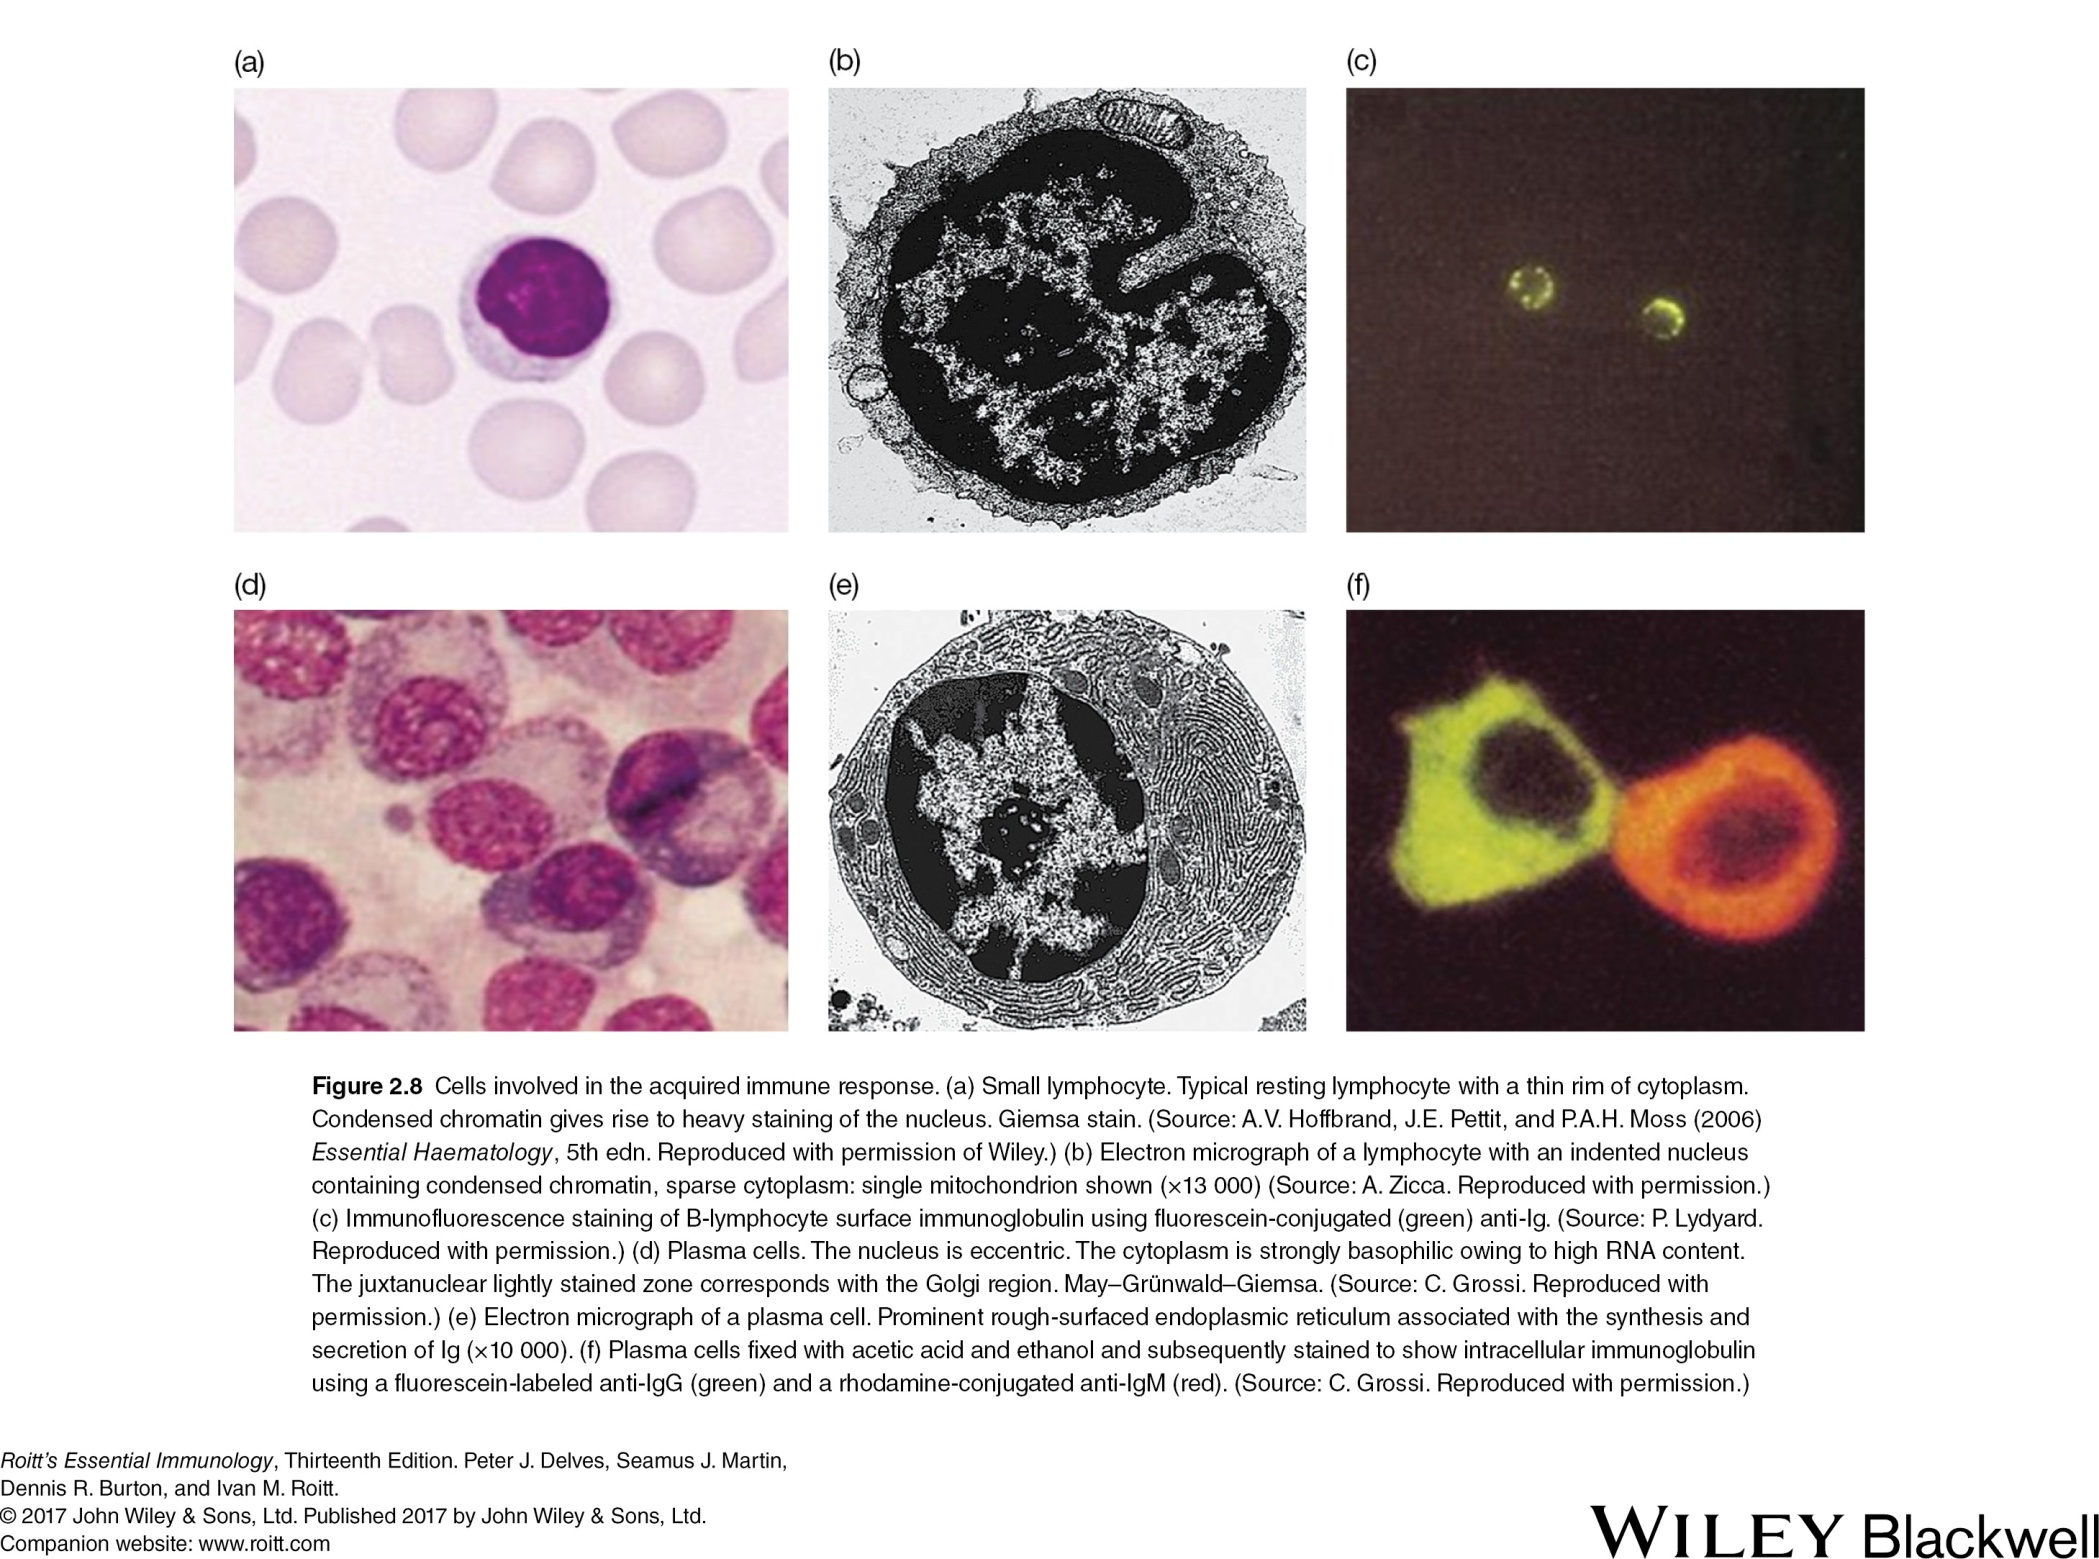 (a)
(b)
(c)
(d)
(e)
(f)
Figure 2.8 Cells involved in the acquired immune response. (a) Small lymphocyte. Typical resting lymphocyte with a thin rim of cytoplasm.
Condensed chromatin gives rise to heavy staining of the nucleus. Giemsa stain. (Source: A.V. Hoffbrand, J.E. Pettit, and P.A.H. Moss (2006)
Essential Haematology, 5th edn. Reproduced with permission of Wiley.) (b) Electron micrograph of a lymphocyte with an indented nucleus
containing condensed chromatin, sparse cytoplasm: single mitochondrion shown (×13 000) (Source: A. Zicca. Reproduced with permission.)
(c) Immunofluorescence staining of B-lymphocyte surface immunoglobulin using fluorescein-conjugated (green) anti-Ig. (Source: P. Lydyard.
Reproduced with permission.) (d) Plasma cells. The nucleus is eccentric. The cytoplasm is strongly basophilic owing to high RNA content.
The juxtanuclear lightly stained zone corresponds with the Golgi region. May–Grünwald–Giemsa. (Source: C. Grossi. Reproduced with
permission.) (e) Electron micrograph of a plasma cell. Prominent rough-surfaced endoplasmic reticulum associated with the synthesis and
secretion of Ig (×10 000). (f) Plasma cells fixed with acetic acid and ethanol and subsequently stained to show intracellular immunoglobulin
using a fluorescein-labeled anti-IgG (green) and a rhodamine-conjugated anti-IgM (red). (Source: C. Grossi. Reproduced with permission.)
Roitt's Essential Immunology, Thirteenth Edition. Peter J. Delves, Seamus J. Martin,
Dennis R. Burton, and Ivan M. Roitt.
© 2017 John Wiley & Sons, Ltd. Published 2017 by John Wiley & Sons, Ltd.
Companion website: www.roitt.com
WILEY Blackwell